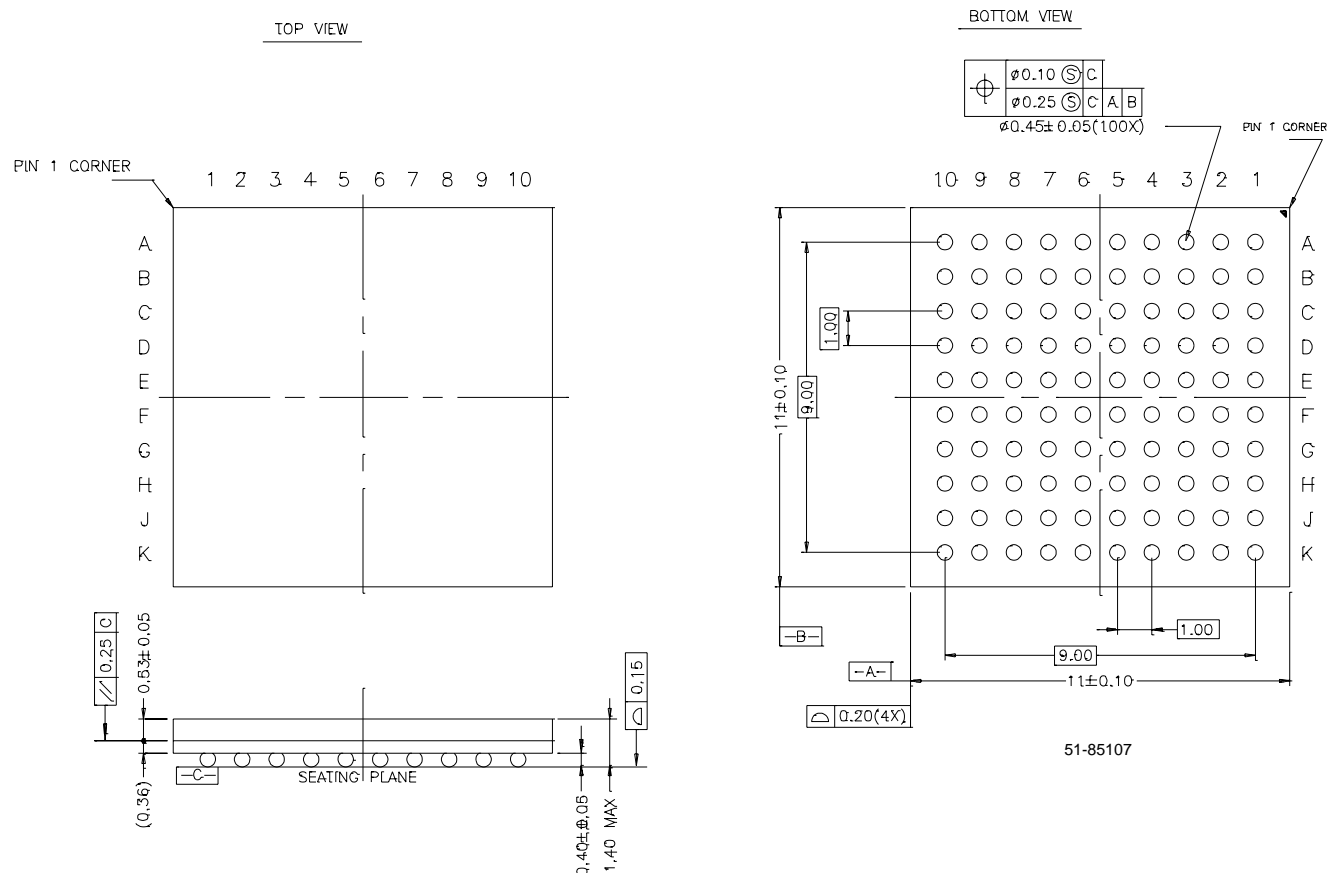 TOP VIEW
BOTTOM VIEW
⌀0.10 Ⓢ C
⌀0.25 Ⓢ C A B
⌀0.45±0.05(100X)
PIN 1 CORNER
PIN 1 CORNER
1 2 3 4 5 6 7 8 9 10
10 9 8 7 6 5 4 3 2 1
A
B
C
D
E
F
G
H
J
K
A
B
C
D
E
F
G
H
J
K
1.00
9.00
11±0.10
1.00
9.00
11±0.10
-B-
-A-
0.20(4X)
51-85107
// 0.25 C
0.53±0.05
(0.36)
-C-
SEATING PLANE
0.15
0.40±0.05
1.40 MAX